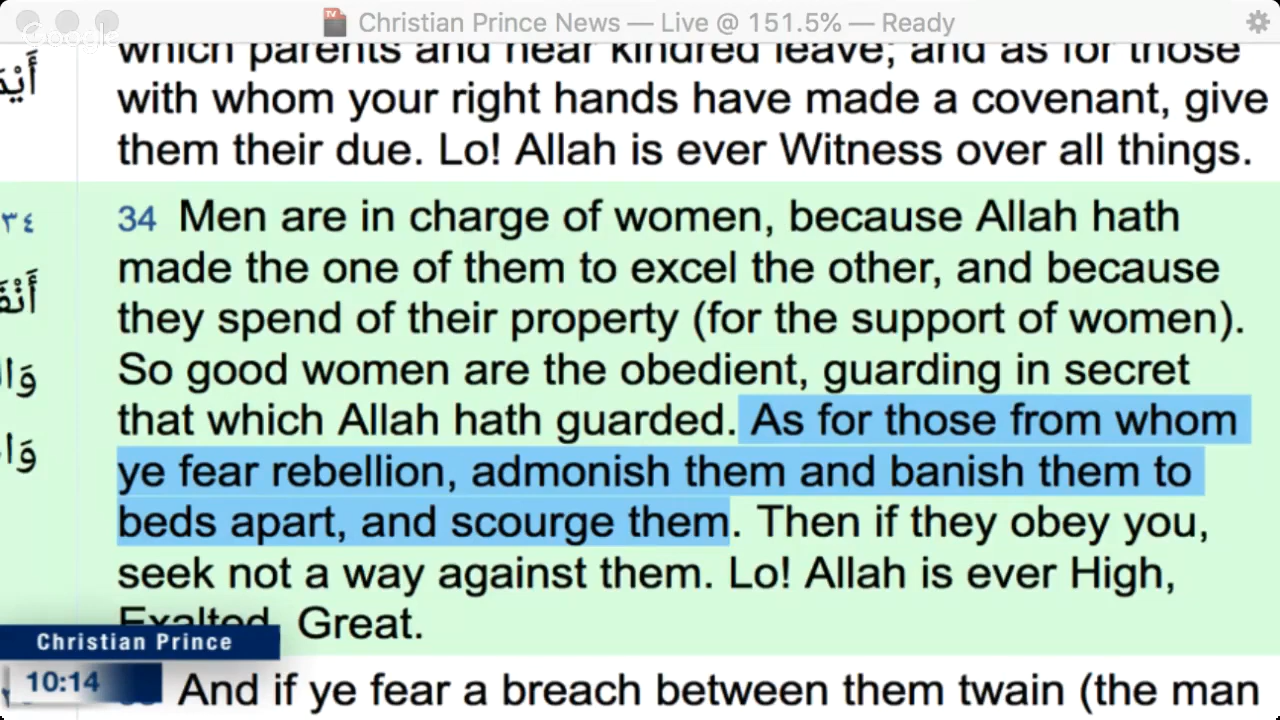 Christian Prince News — Live @ 151.5% — Ready
Google
which parents and near kindred leave; and as for those
with whom your right hands have made a covenant, give
them their due. Lo! Allah is ever Witness over all things.
٣٤
34 Men are in charge of women, because Allah hath
made the one of them to excel the other, and because
they spend of their property (for the support of women).
So good women are the obedient, guarding in secret
that which Allah hath guarded. As for those from whom
ye fear rebellion, admonish them and banish them to
beds apart, and scourge them. Then if they obey you,
seek not a way against them. Lo! Allah is ever High,
Exalted, Great.
Christian Prince
10:14
And if ye fear a breach between them twain (the man